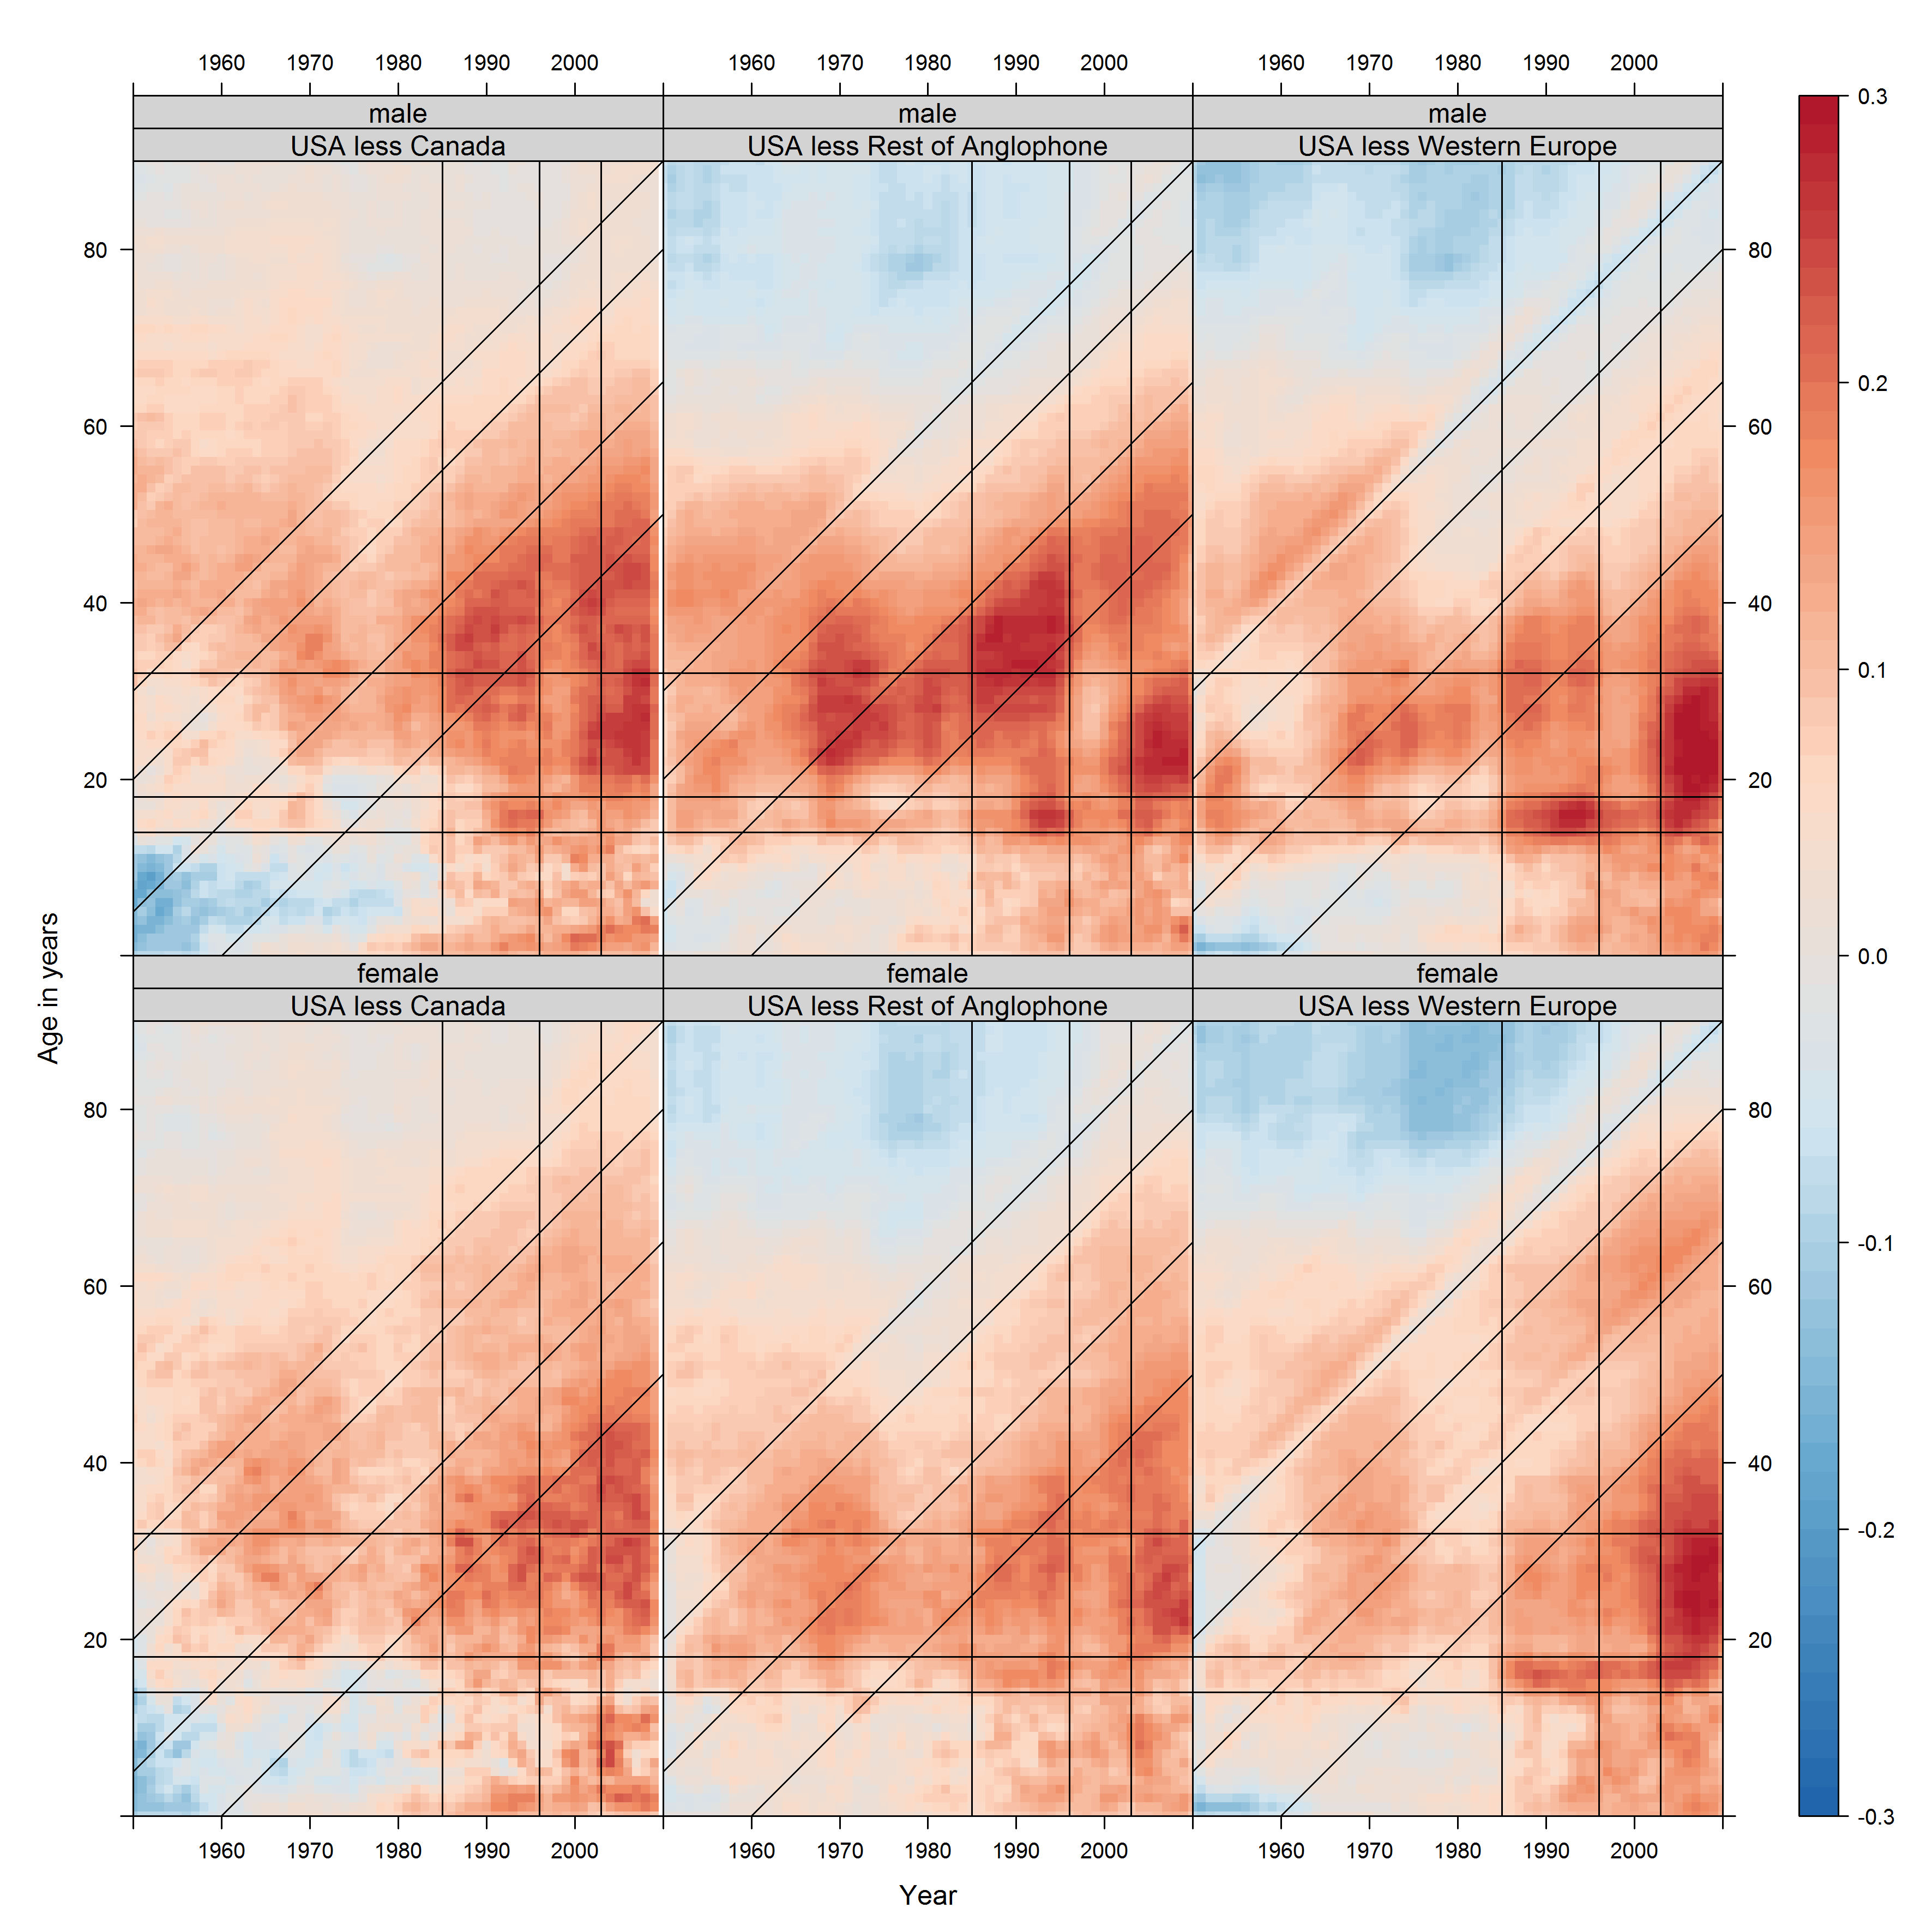 1960 1970 1980 1990 2000 1960 1970 1980 1990 2000 1960 1970 1980 1990 2000
male male male
USA less Canada USA less Rest of Anglophone USA less Western Europe
80 80
60 60
40 40
20 20
female female female
USA less Canada USA less Rest of Anglophone USA less Western Europe
80 80
60 60
40 40
20 20
1960 1970 1980 1990 2000 1960 1970 1980 1990 2000 1960 1970 1980 1990 2000
Year
Age in years
0.3
0.2
0.1
0.0
-0.1
-0.2
-0.3